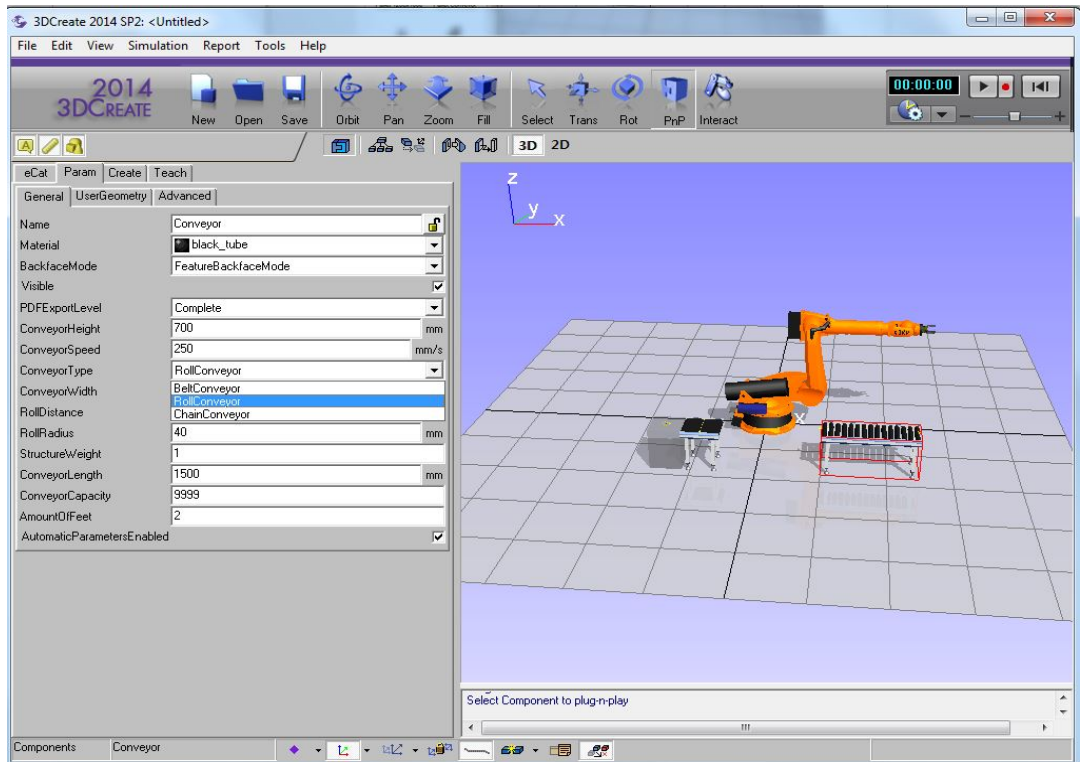 3DCreate 2014 SP2: <Untitled>
File Edit View Simulation Report Tools Help
2014
3DCREATE
New Open Save Orbit Pan Zoom Fill Select Trans Rot PnP Interact
00:00:00
3D 2D
eCat Param Create Teach
General UserGeometry Advanced
Name Conveyor
Material black_tube
BackfaceMode FeatureBackfaceMode
Visible
PDFExportLevel Complete
ConveyorHeight 700 mm
ConveyorSpeed 250 mm/s
ConveyorType RollConveyor
ConveyorWidth BeltConveyor
RollConveyor
RollDistance ChainConveyor
RollRadius 40 mm
StructureWeight 1
ConveyorLength 1500 mm
ConveyorCapacity 9999
AmountOfFeet 2
AutomaticParametersEnabled
z
y
x
x
Select Component to plug-n-play
Components Conveyor